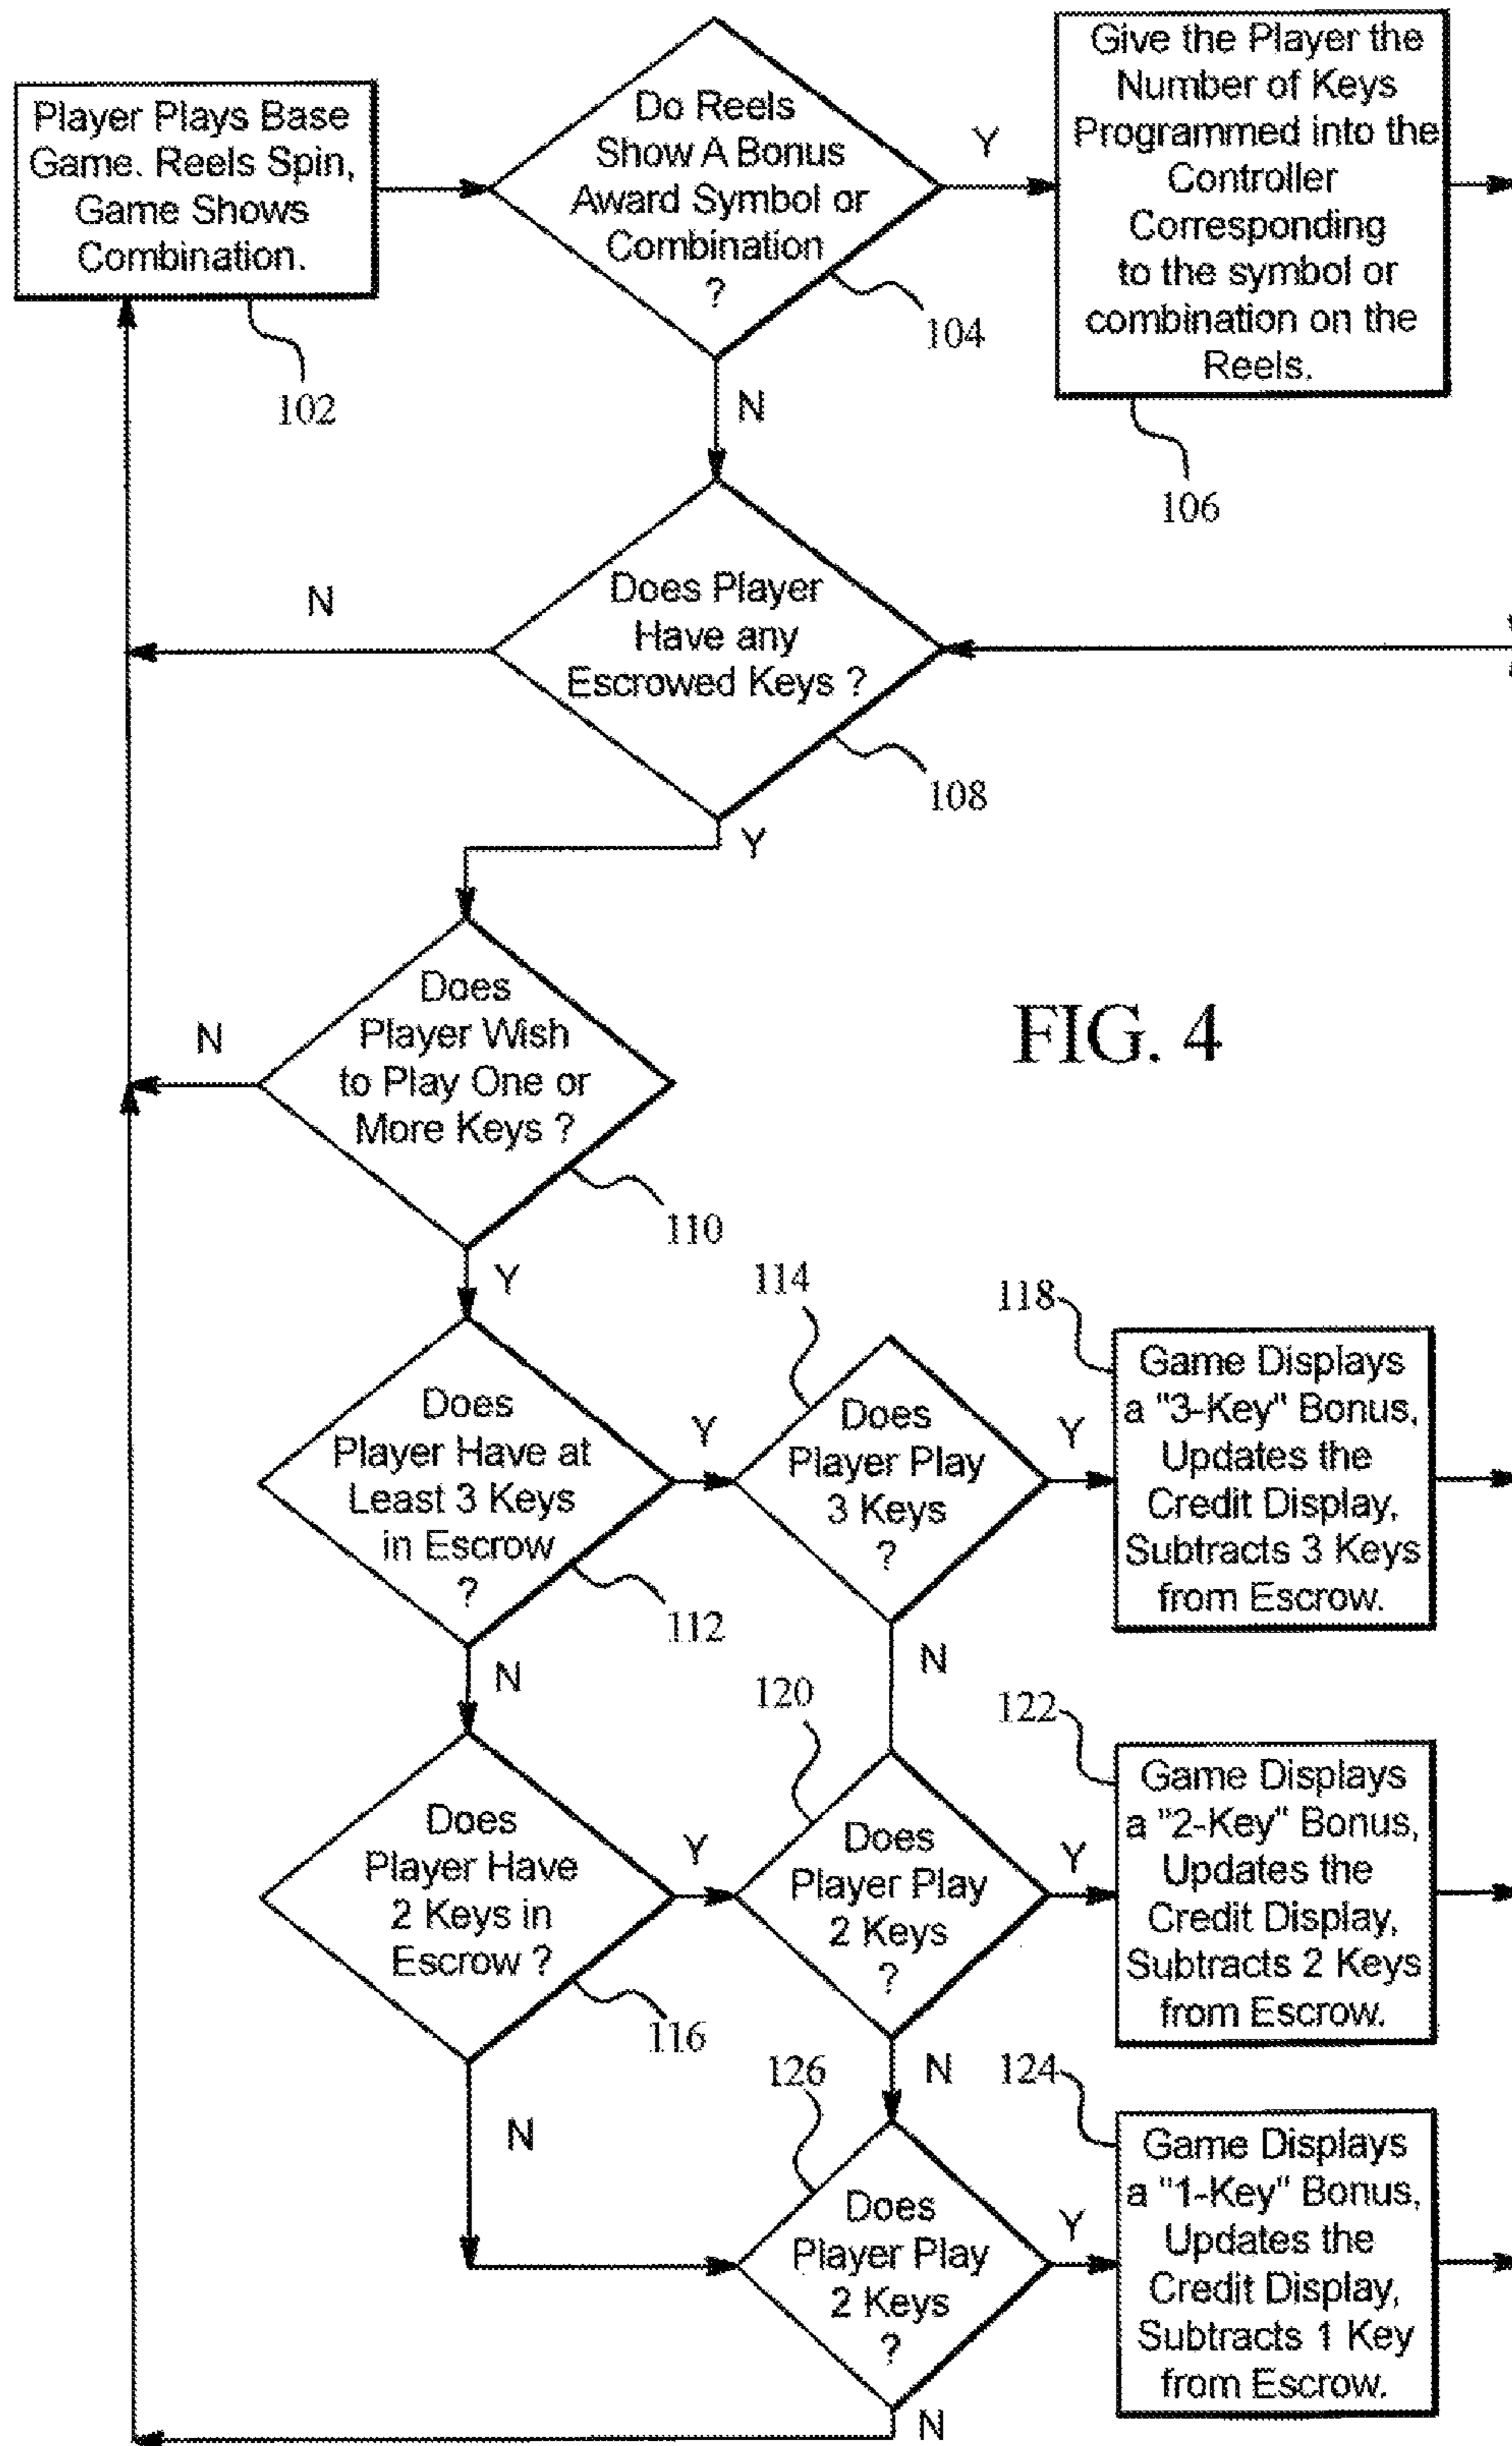 Player Plays Base
Game. Reels Spin,
Game Shows
Combination.
102
Do Reels
Show A Bonus
Award Symbol or
Combination
?
104
Y
N
Give the Player the
Number of Keys
Programmed into the
Controller
Corresponding
to the symbol or
combination on the
Reels.
106
Does Player
Have any
Escrowed Keys ?
108
N
Y
Does
Player Wish
to Play One or
More Keys ?
110
N
Y
FIG. 4
Does
Player Have at
Least 3 Keys
in Escrow
?
112
Y
N
114
Does
Player Play
3 Keys
?
Y
N
118
Game Displays
a "3-Key" Bonus,
Updates the
Credit Display,
Subtracts 3 Keys
from Escrow.
Does
Player Have
2 Keys in
Escrow ?
116
Y
N
120
Does
Player Play
2 Keys
?
Y
N
122
Game Displays
a "2-Key" Bonus,
Updates the
Credit Display,
Subtracts 2 Keys
from Escrow.
126
Does
Player Play
2 Keys
?
Y
N
124
Game Displays
a "1-Key" Bonus,
Updates the
Credit Display,
Subtracts 1 Key
from Escrow.